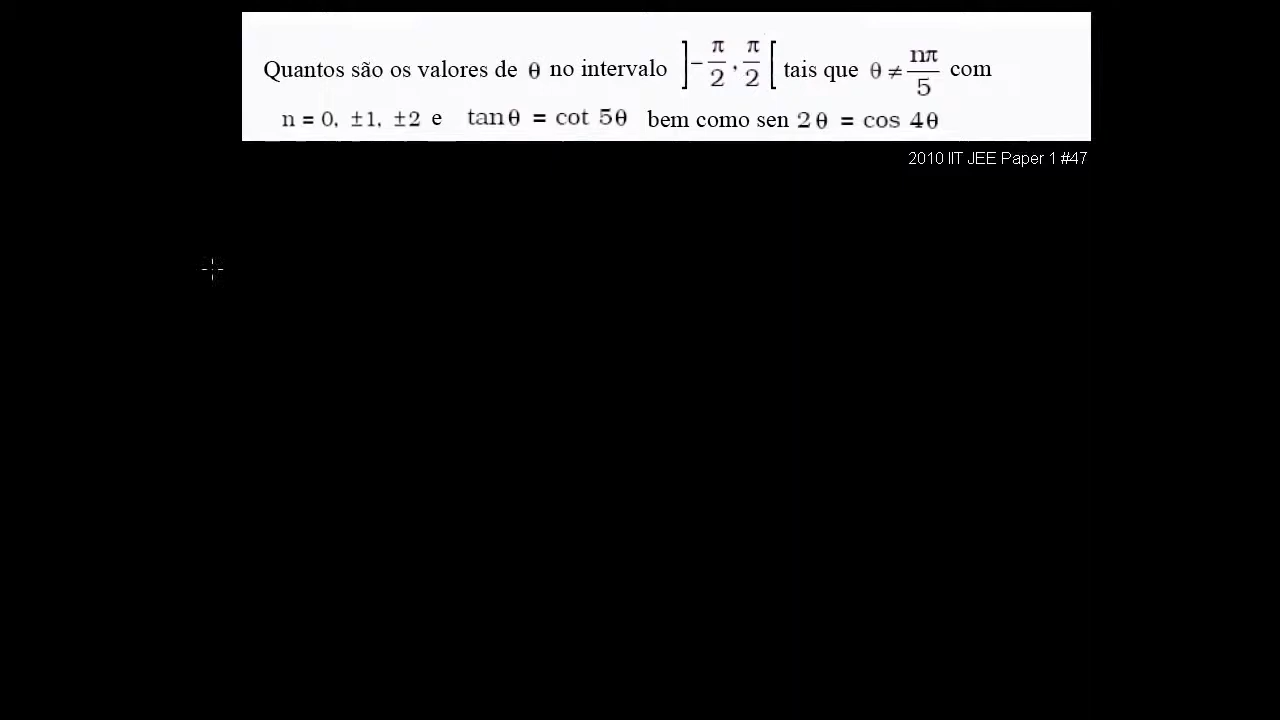 Quantos são os valores de θ no intervalo ]-π/2, π/2[ tais que θ ≠ nπ/5 com
n = 0, ±1, ±2 e tanθ = cot 5θ bem como sen 2θ = cos 4θ
2010 IIT JEE Paper 1 #47